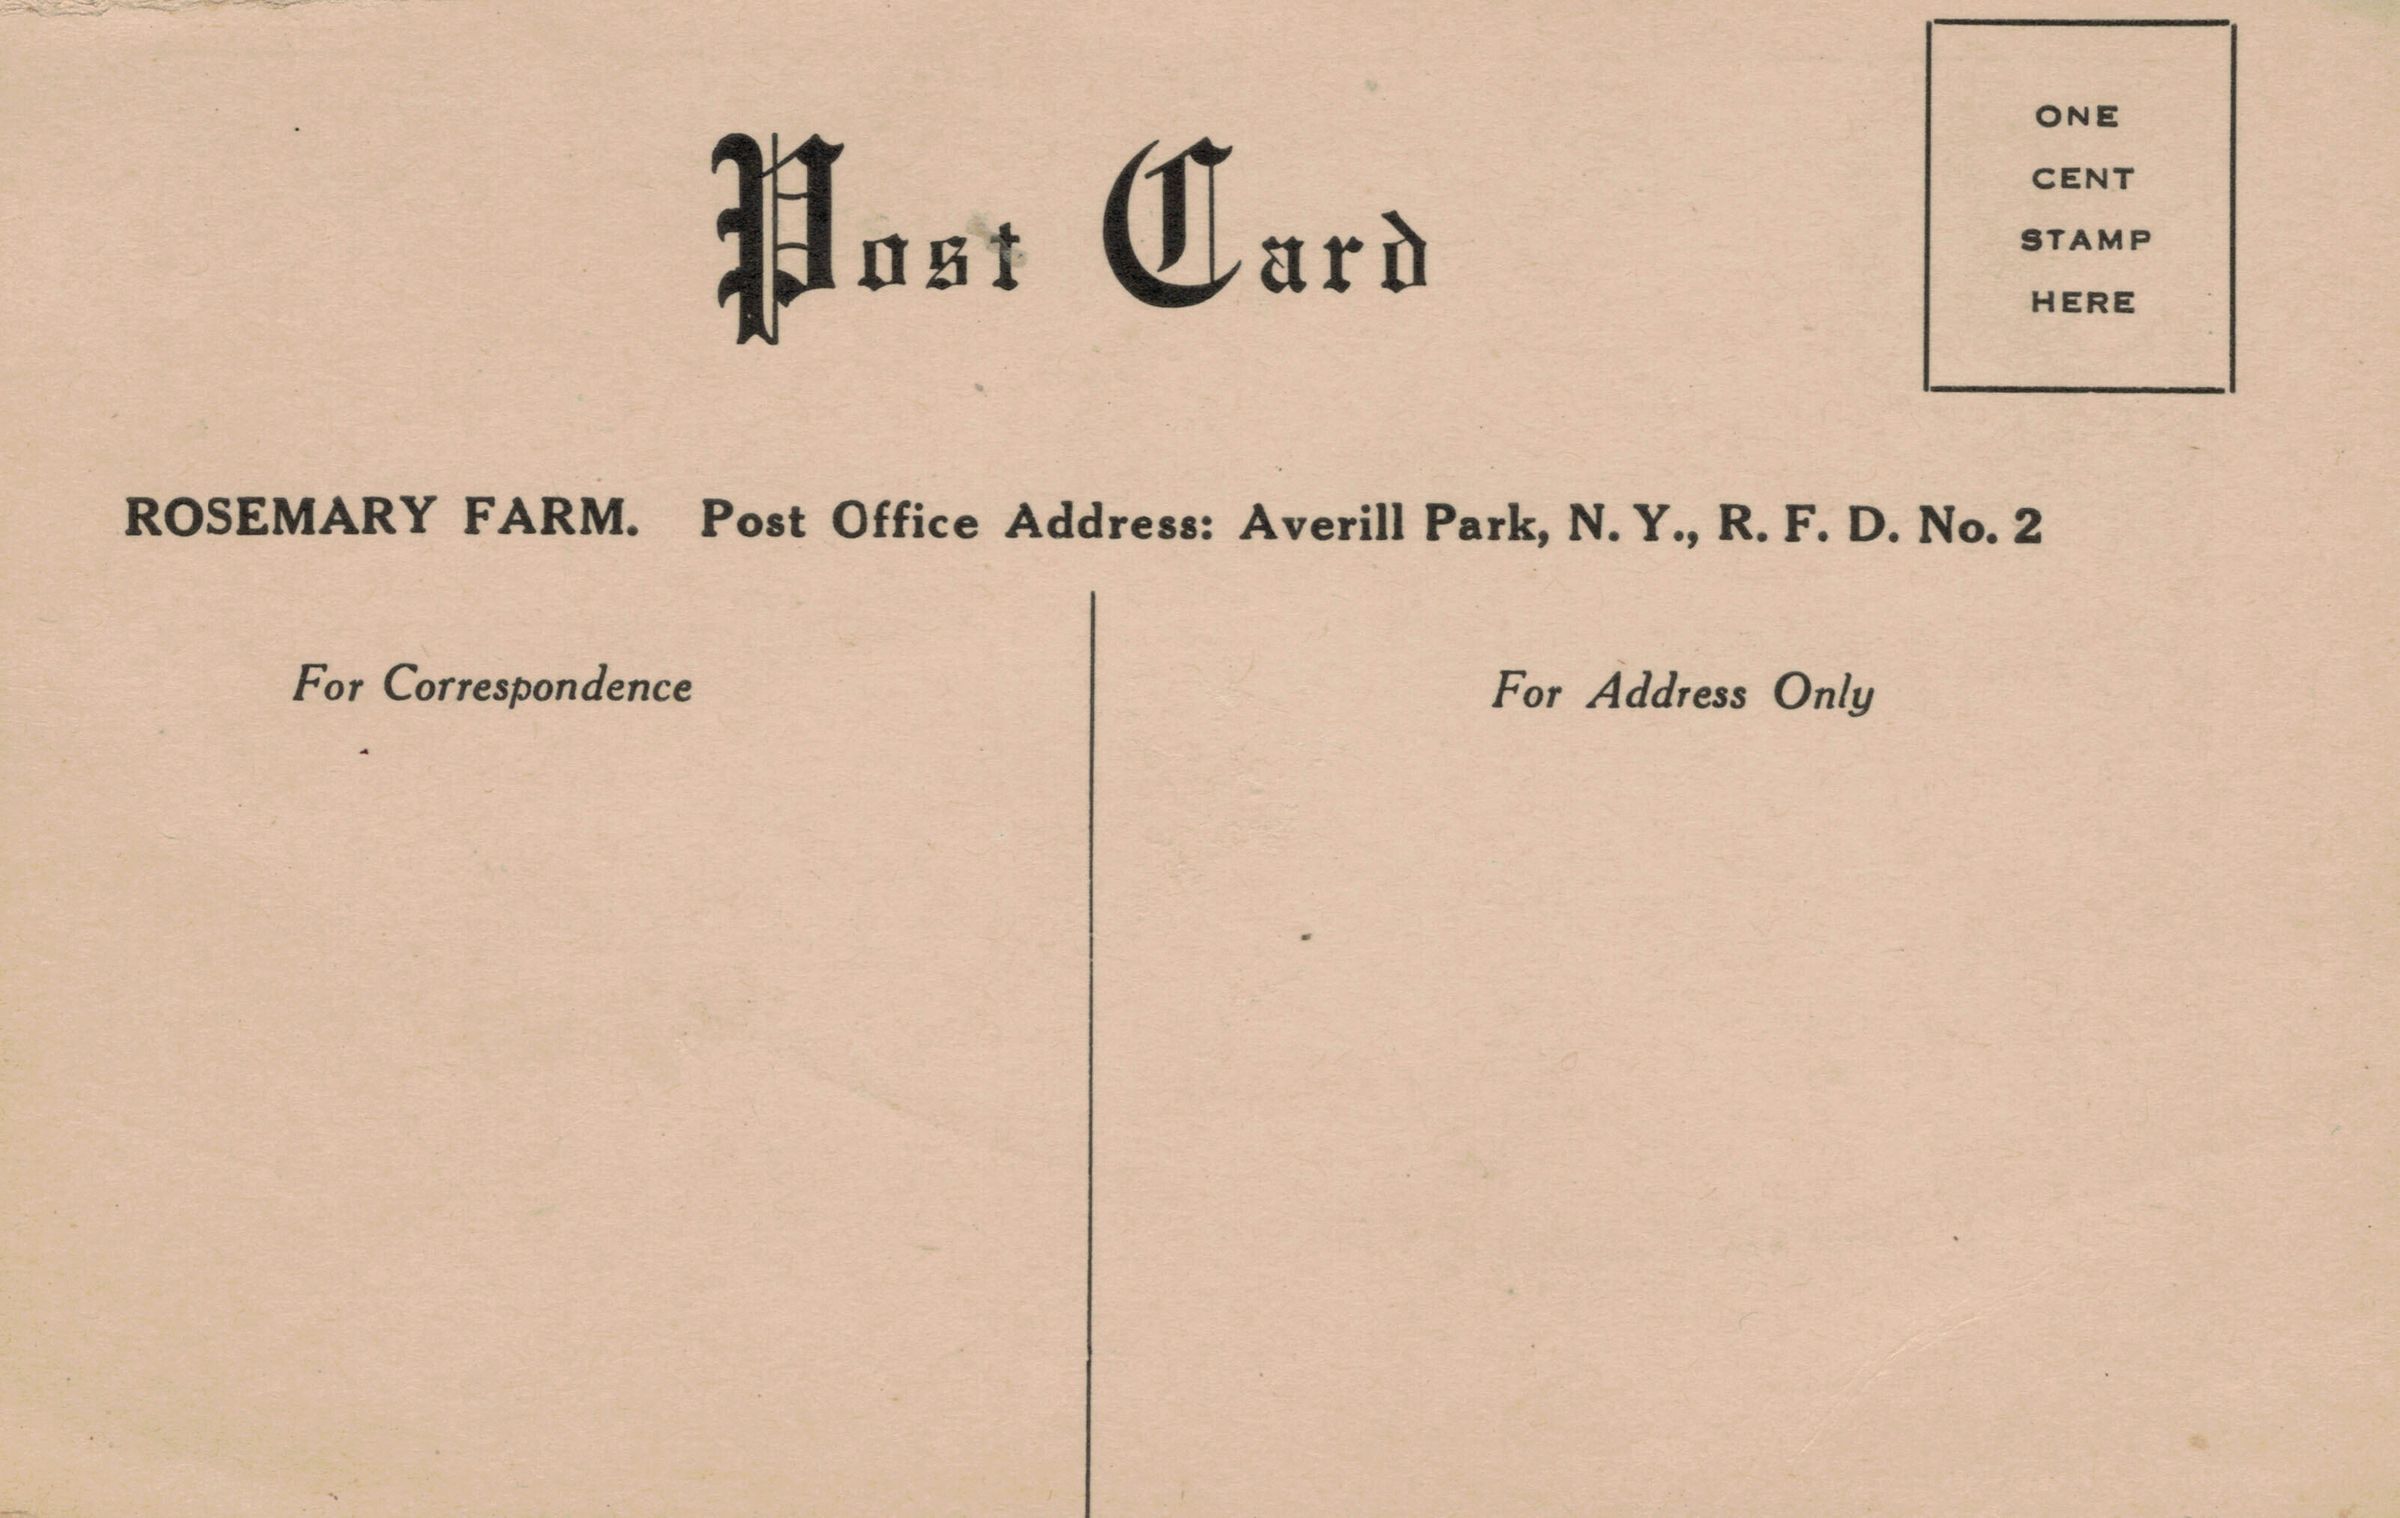 Post Card
ONE
CENT
STAMP
HERE
ROSEMARY FARM. Post Office Address: Averill Park, N. Y., R. F. D. No. 2
For Correspondence
For Address Only